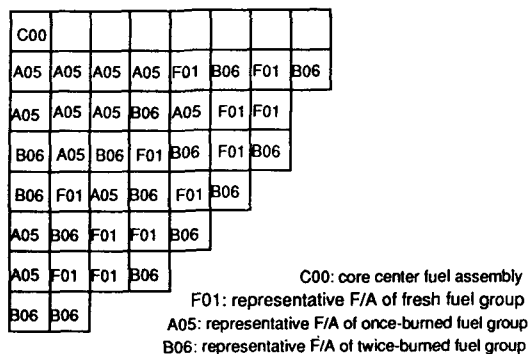 C00
A05 A05 A05 A05 F01 B06 F01 B06
A05 A05 A05 B06 A05 F01 F01
B06 A05 B06 F01 B06 F01 B06
B06 F01 A05 B06 F01 B06
A05 B06 F01 F01 B06
A05 F01 F01 B06
B06 B06
C00: core center fuel assembly
F01: representative F/A of fresh fuel group
A05: representative F/A of once-burned fuel group
B06: representative F/A of twice-burned fuel group